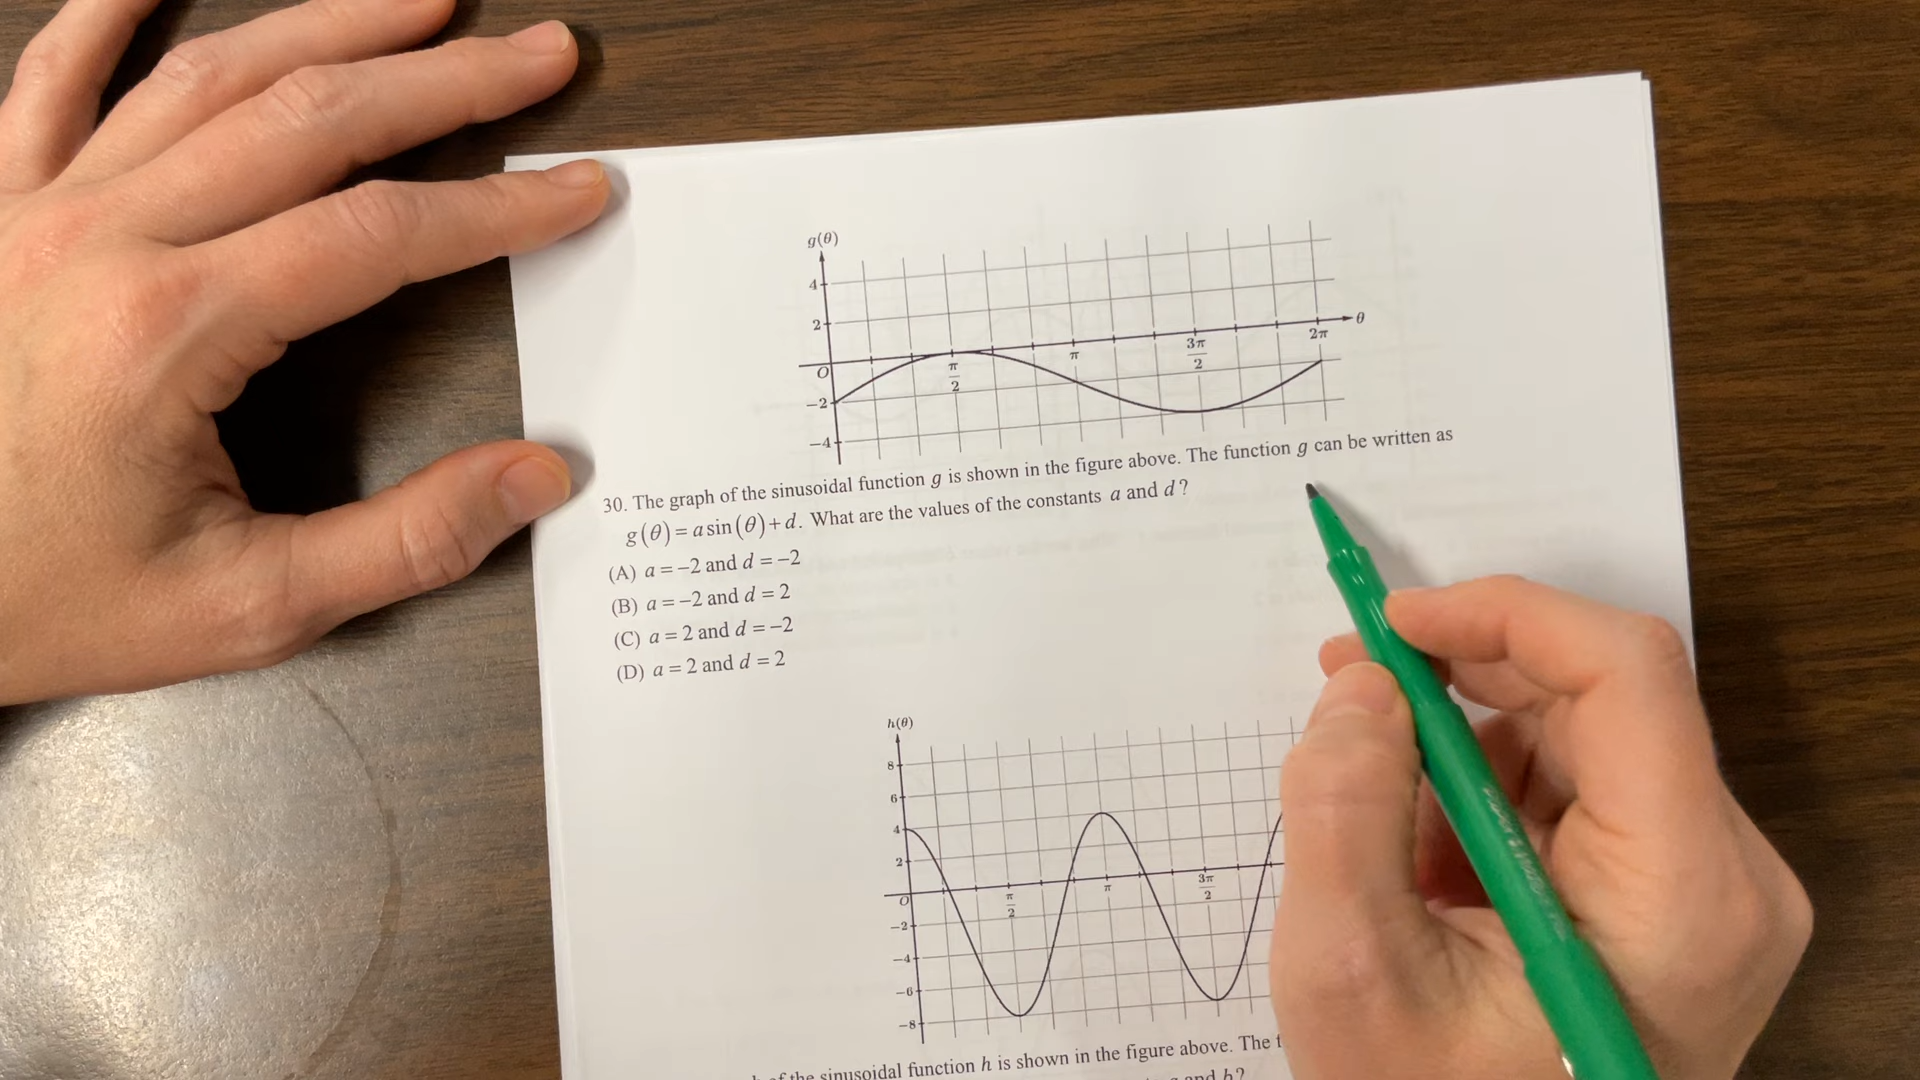 g(θ)
4
2
O
π/2
π
3π/2
2π
θ
−2
−4
30. The graph of the sinusoidal function g is shown in the figure above. The function g can be written as
g(θ) = a sin(θ) + d. What are the values of the constants a and d?
(A) a = −2 and d = −2
(B) a = −2 and d = 2
(C) a = 2 and d = −2
(D) a = 2 and d = 2
h(θ)
8
6
4
2
O
π/2
π
3π/2
−2
−4
−6
−8
of the sinusoidal function h is shown in the figure above. The
and b?